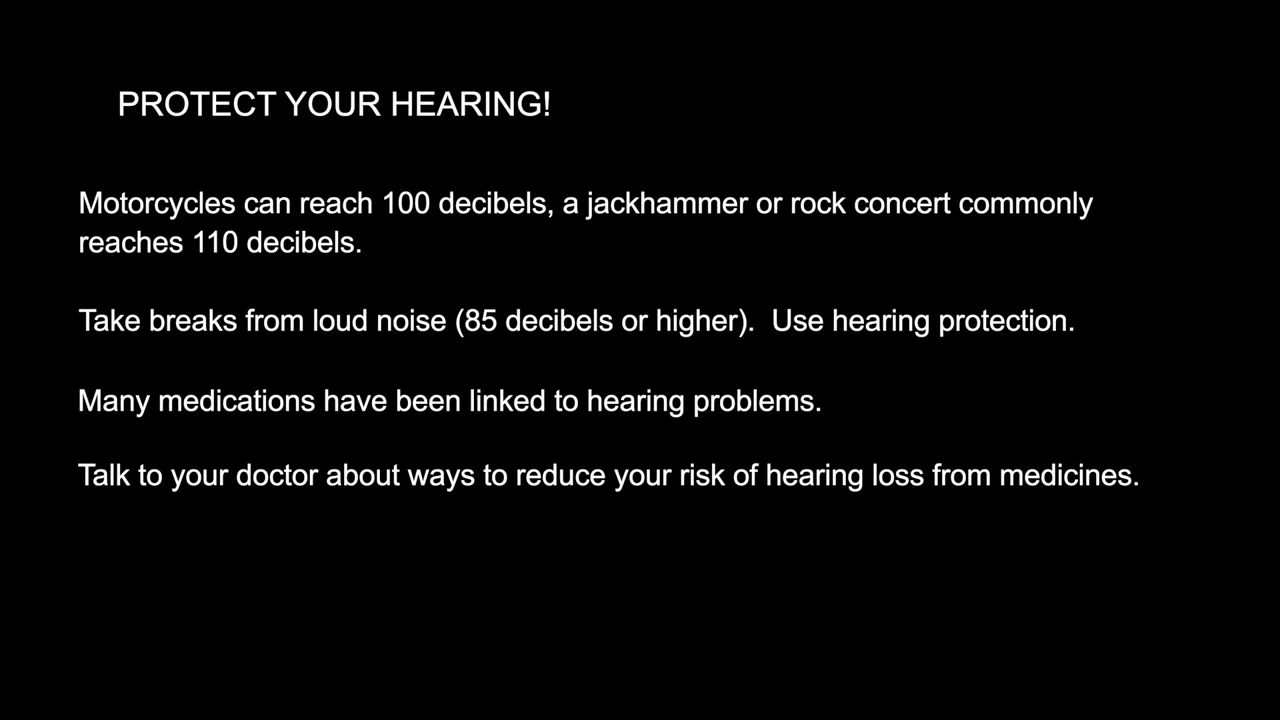 PROTECT YOUR HEARING!
Motorcycles can reach 100 decibels, a jackhammer or rock concert commonly
reaches 110 decibels.
Take breaks from loud noise (85 decibels or higher).  Use hearing protection.
Many medications have been linked to hearing problems.
Talk to your doctor about ways to reduce your risk of hearing loss from medicines.